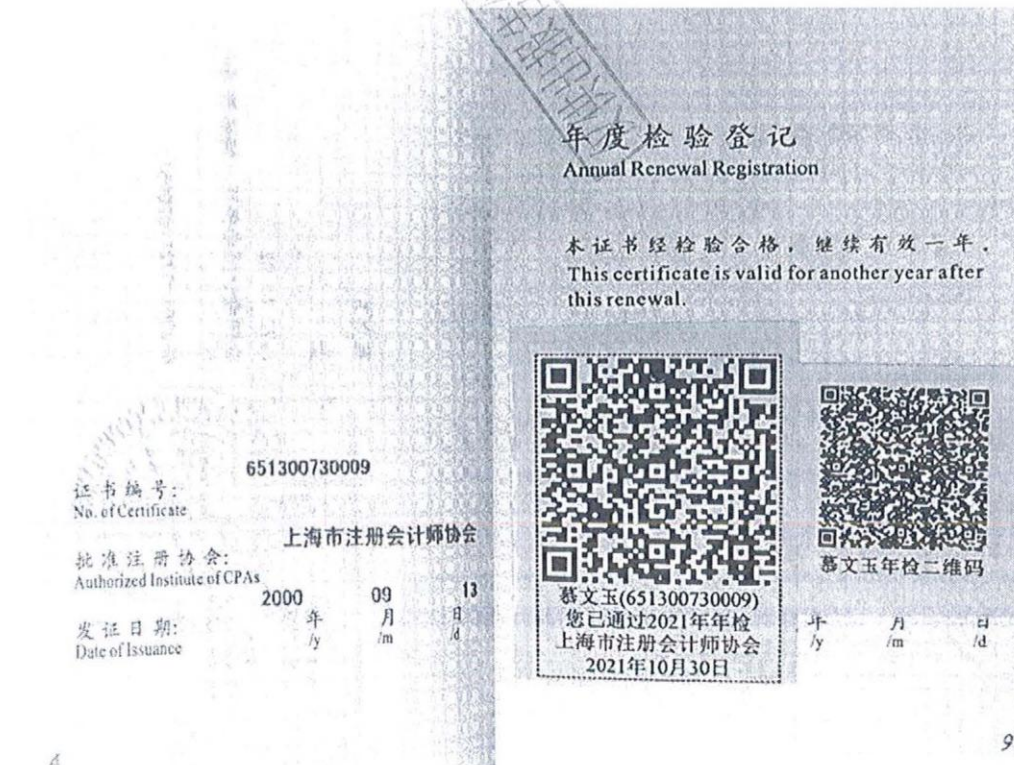 651300730009
证书编号:
No. of Certificate
上海市注册会计师协会
批准注册协会:
Authorized Institute of CPAs
2000 09 13
发证日期: 年 月 日
Date of Issuance /y /m /d
4
年度检验登记
Annual Renewal Registration
本证书经检验合格，继续有效一年。
This certificate is valid for another year after
this renewal.
慕文玉(651300730009)
您已通过2021年年检
上海市注册会计师协会
2021年10月30日
慕文玉年检二维码
年 月 日
/y /m /d
9